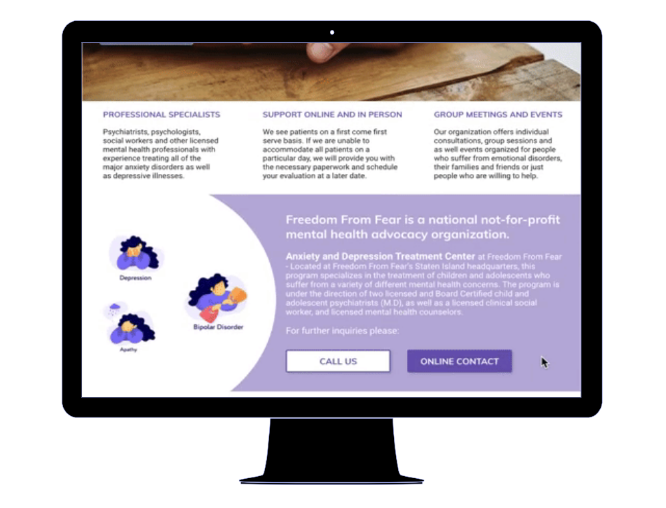 PROFESSIONAL SPECIALISTS
Psychiatrists, psychologists,
social workers and other licensed
mental health professionals with
experience treating all of the
major anxiety disorders as well
as depressive illnesses.
SUPPORT ONLINE AND IN PERSON
We see patients on a first come first
serve basis. If we are unable to
accommodate all patients on a
particular day, we will provide you with
the necessary paperwork and schedule
your evaluation at a later date.
GROUP MEETINGS AND EVENTS
Our organization offers individual
consultations, group sessions and
as well events organized for people
who suffer from emotional disorders,
their families and friends or just
people who are willing to help.
Depression
Bipolar Disorder
Apathy
Freedom From Fear is a national not-for-profit
mental health advocacy organization.
Anxiety and Depression Treatment Center at Freedom From Fear
- Located at Freedom From Fear's Staten Island headquarters, this
program specializes in the treatment of children and adolescents who
suffer from a variety of different mental health concerns. The program is
under the direction of two licensed and Board Certified child and
adolescent psychiatrists (M.D), as well as a licensed clinical social
worker, and licensed mental health counselors.
For further inquiries please:
CALL US
ONLINE CONTACT